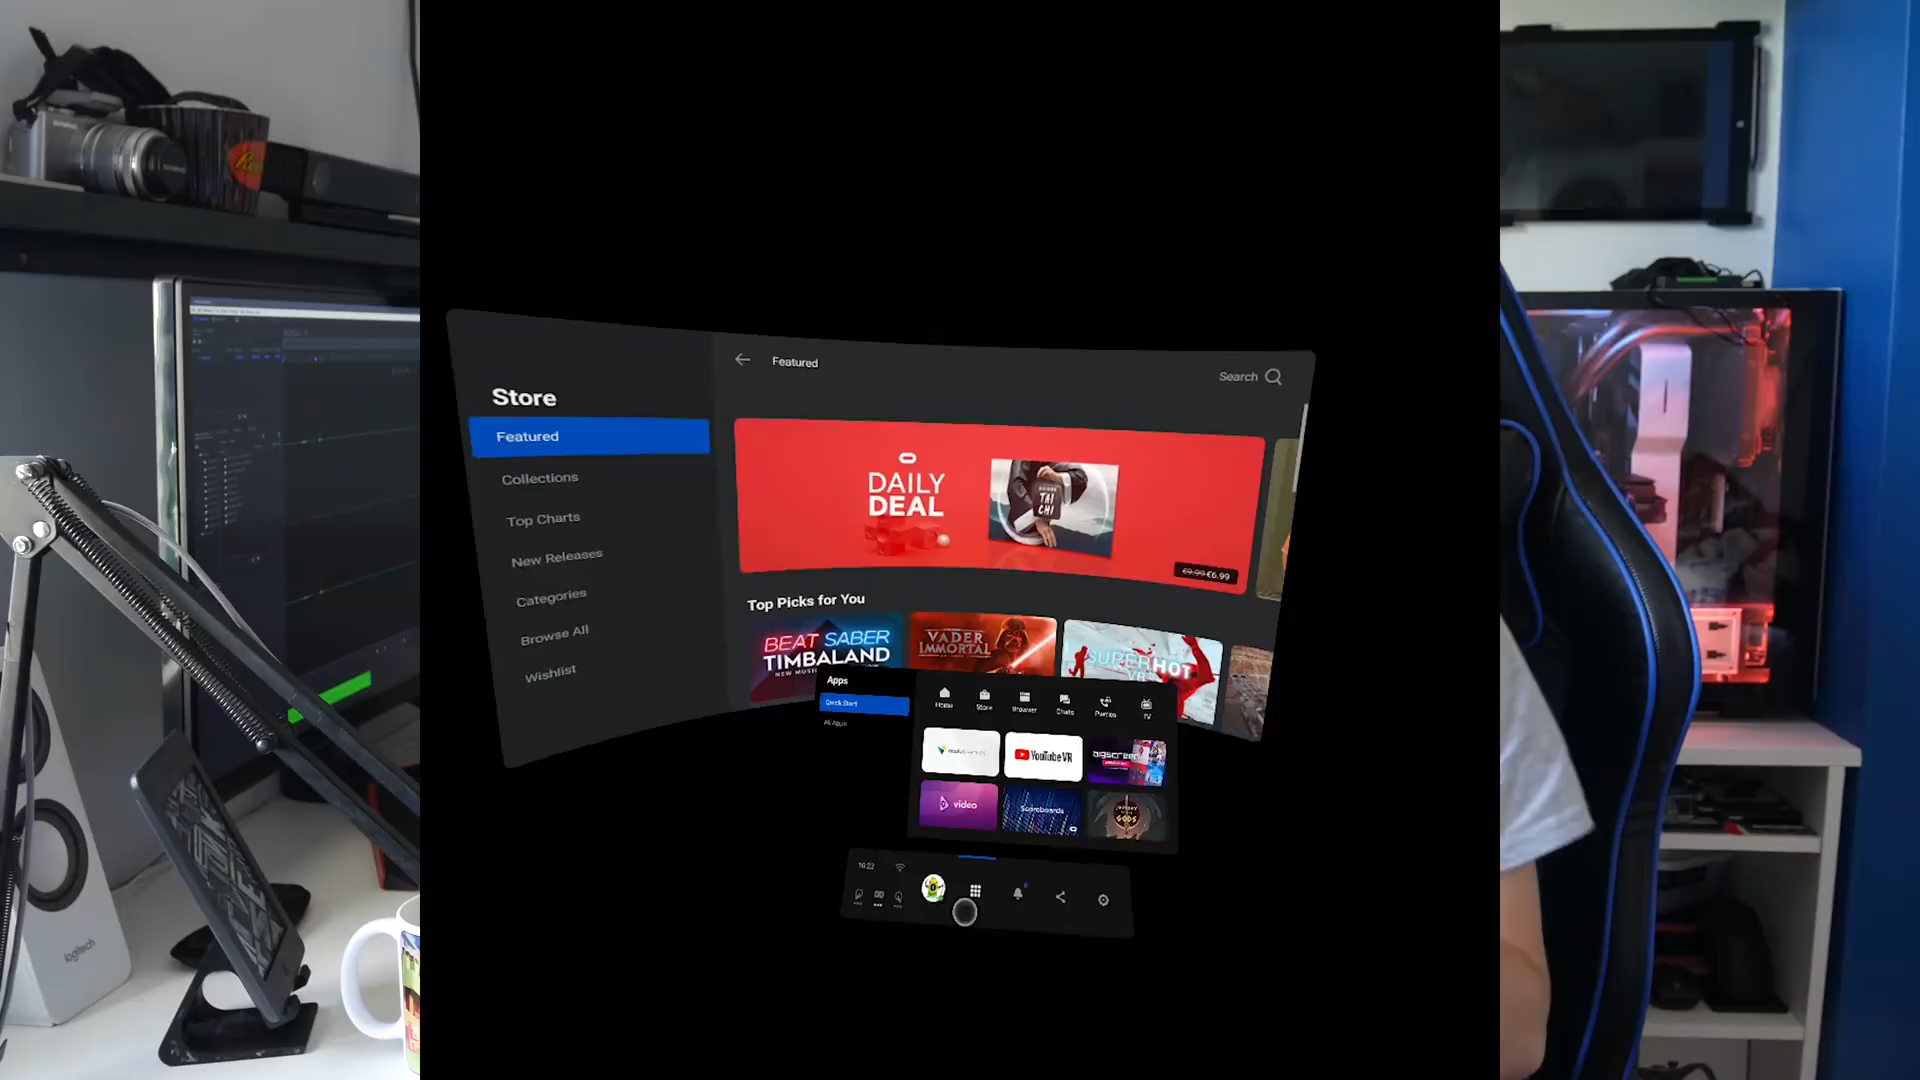 OLYMPUS
logitech
Store
Featured
Collections
Top Charts
New Releases
Categories
Browse All
Wishlist
Featured
Search
DAILY
DEAL
TAI
CHI
€9.99 €6.99
Top Picks for You
BEAT SABER
TIMBALAND
VADER
IMMORTAL
SUPERHOT
VR
Apps
Quick Start
All Apps
Home
Store
Browser
Chats
Parties
TV
YouTube VR
bigscreen
video
Scoreboards
GODS